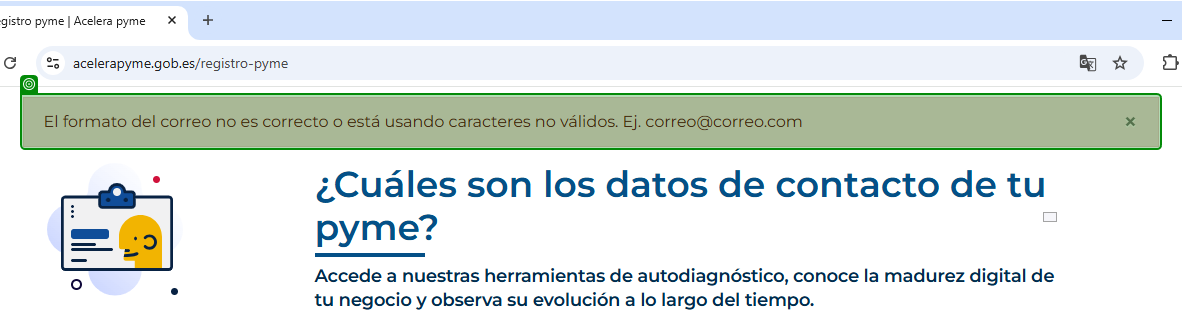 egistro pyme | Acelera pyme
acelerapyme.gob.es/registro-pyme
El formato del correo no es correcto o está usando caracteres no válidos. Ej. correo@correo.com
¿Cuáles son los datos de contacto de tu
pyme?
Accede a nuestras herramientas de autodiagnóstico, conoce la madurez digital de
tu negocio y observa su evolución a lo largo del tiempo.